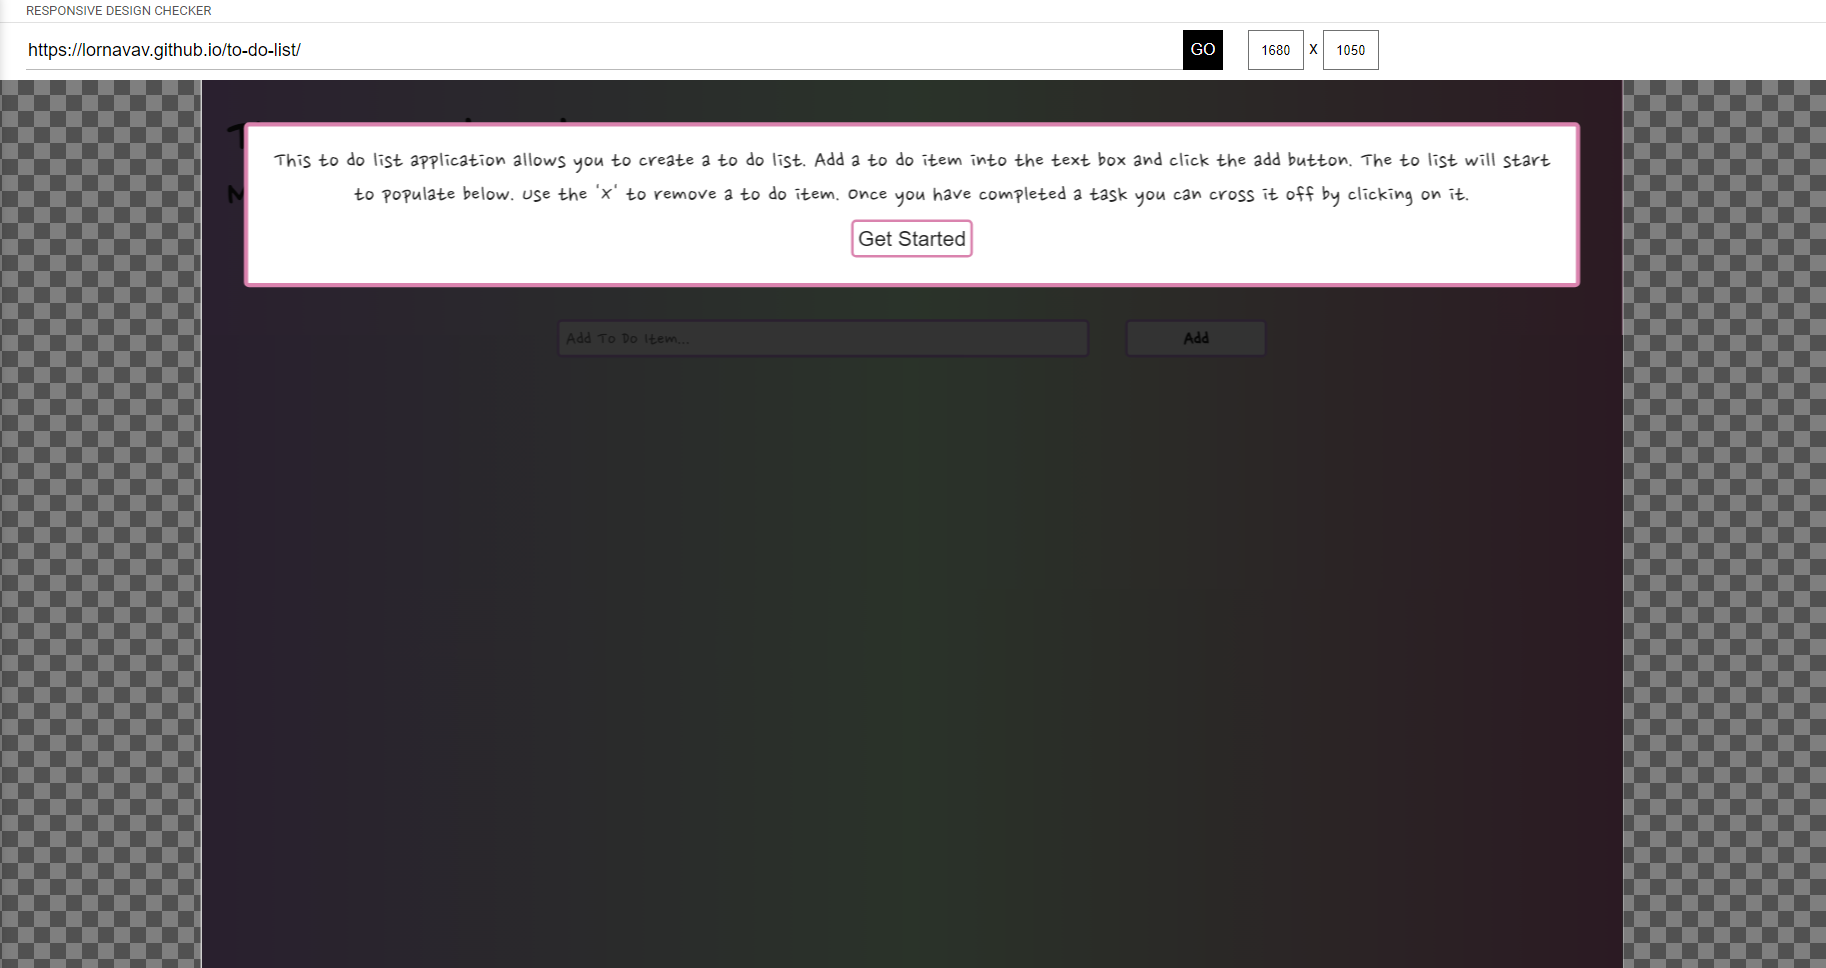 RESPONSIVE DESIGN CHECKER
https://lornavav.github.io/to-do-list/ GO 1680 X 1050
This to do list application allows you to create a to do list. Add a to do item into the text box and click the add button. The to list will start
to populate below. Use the 'X' to remove a to do item. Once you have completed a task you can cross it off by clicking on it.
Get Started
Add To Do Item... Add